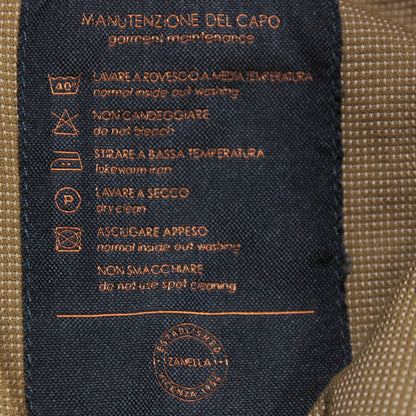 MANUTENZIONE DEL CAPO
garment maintenance
40°
LAVARE A ROVESCIO A MEDIA TEMPERATURA
normal inside out washing
NON CANDEGGIARE
do not bleach
STIRARE A BASSA TEMPERATURA
lukewarm iron
P
LAVARE A SECCO
dry clean
ASCIUGARE APPESO
normal inside out washing
NON SMACCHIARE
do not use spot cleaning
ESTABLISHED
ZANELLA
VICENZA